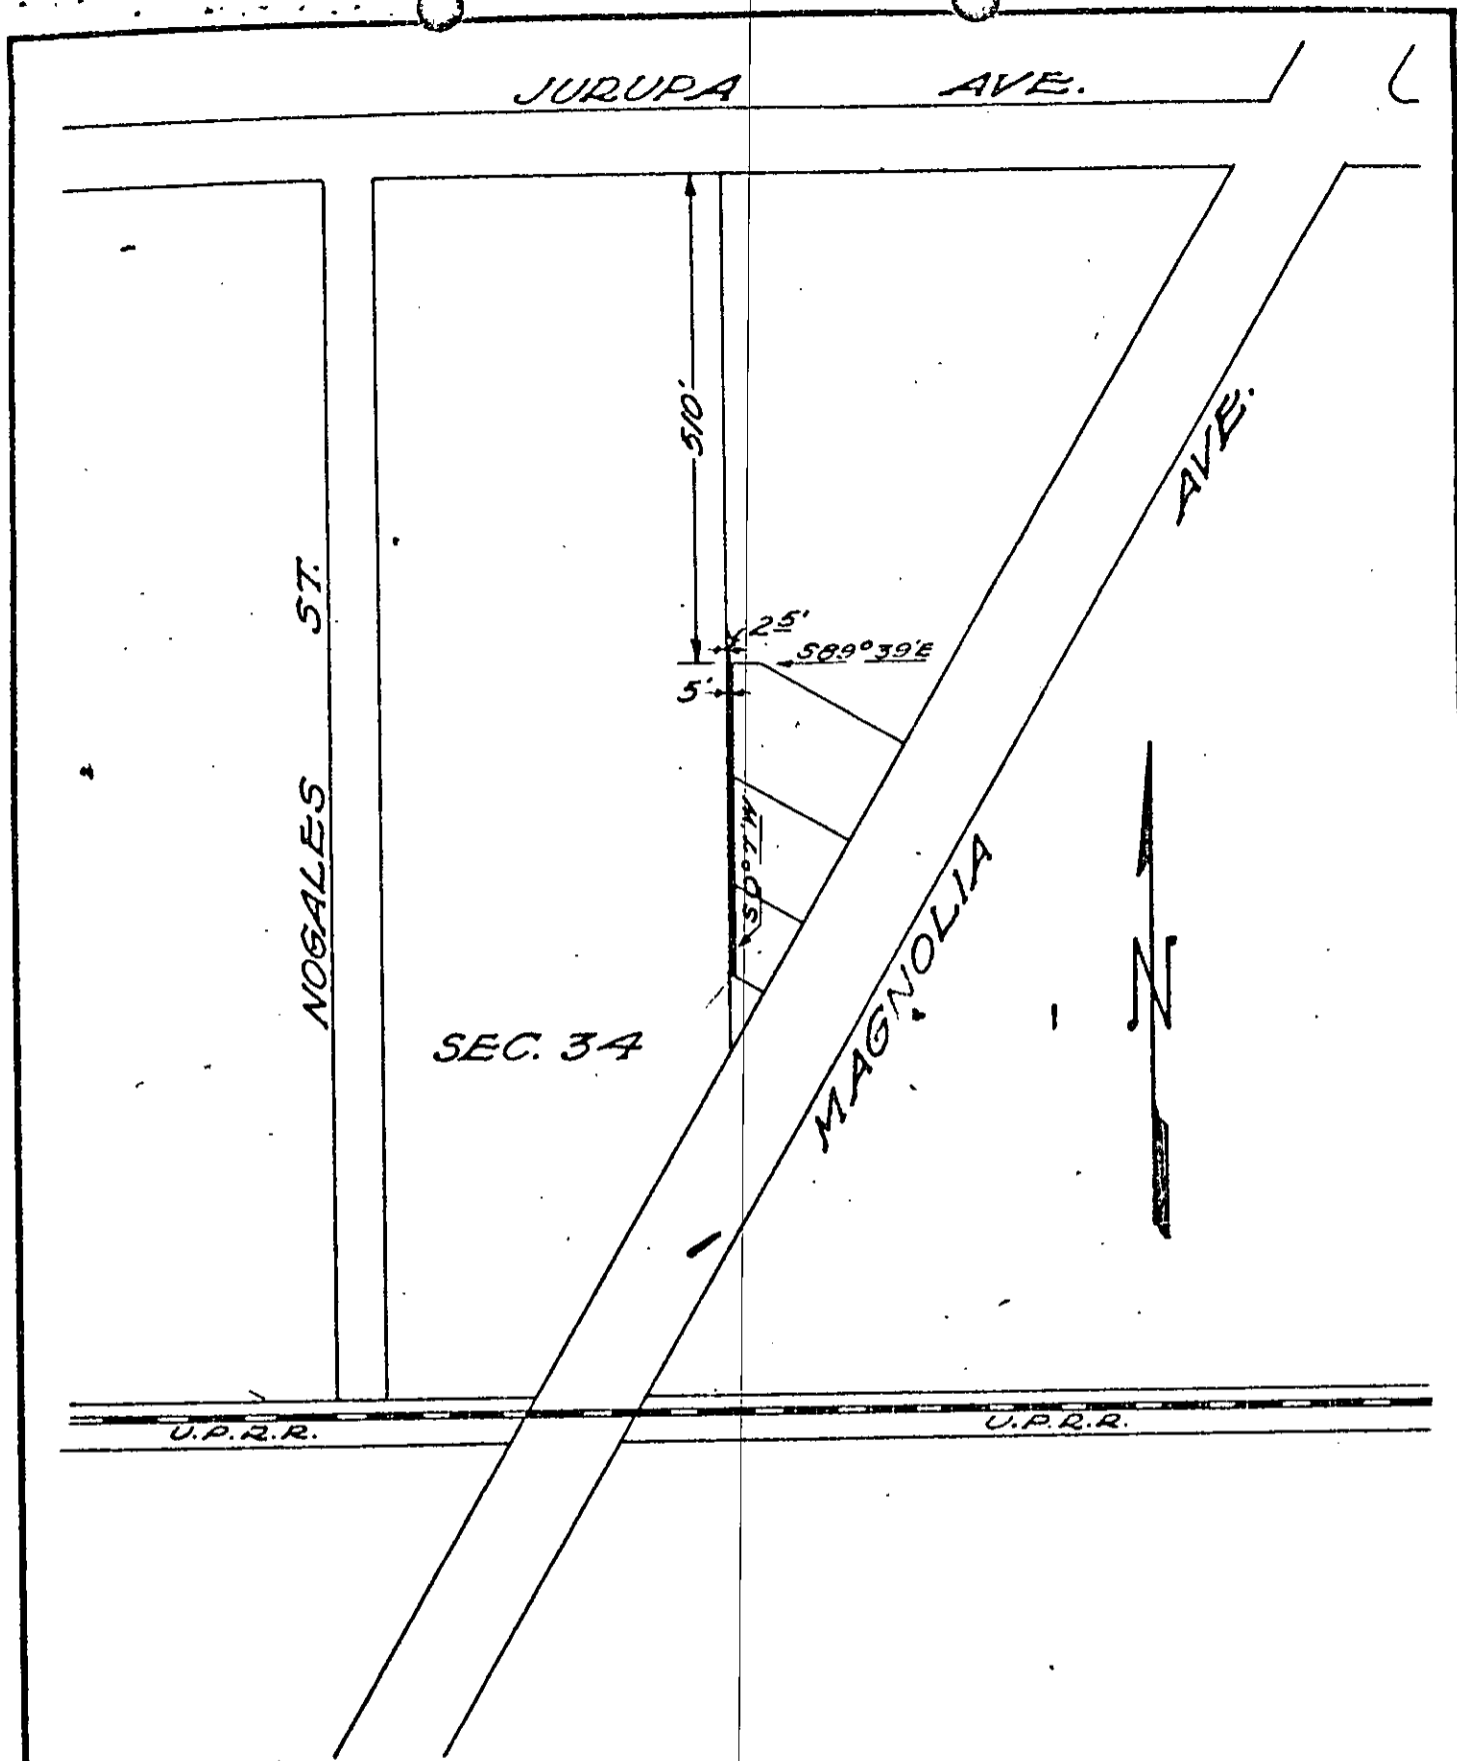 JURUPA AVE.
510'
2.5'
S89°39'E
5'
S0°7'W
NOGALES ST.
MAGNOLIA AVE.
N
SEC. 34
U.P.R.R.
U.P.R.R.